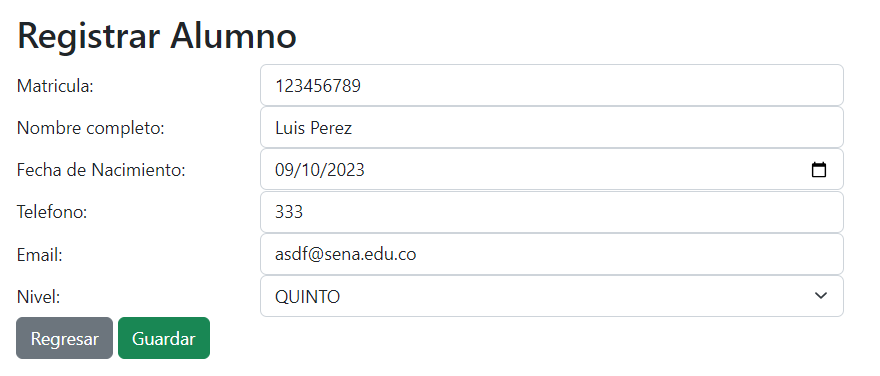 Registrar Alumno
Matricula: 123456789
Nombre completo: Luis Perez
Fecha de Nacimiento: 09/10/2023
Telefono: 333
Email: asdf@sena.edu.co
Nivel: QUINTO
Regresar Guardar